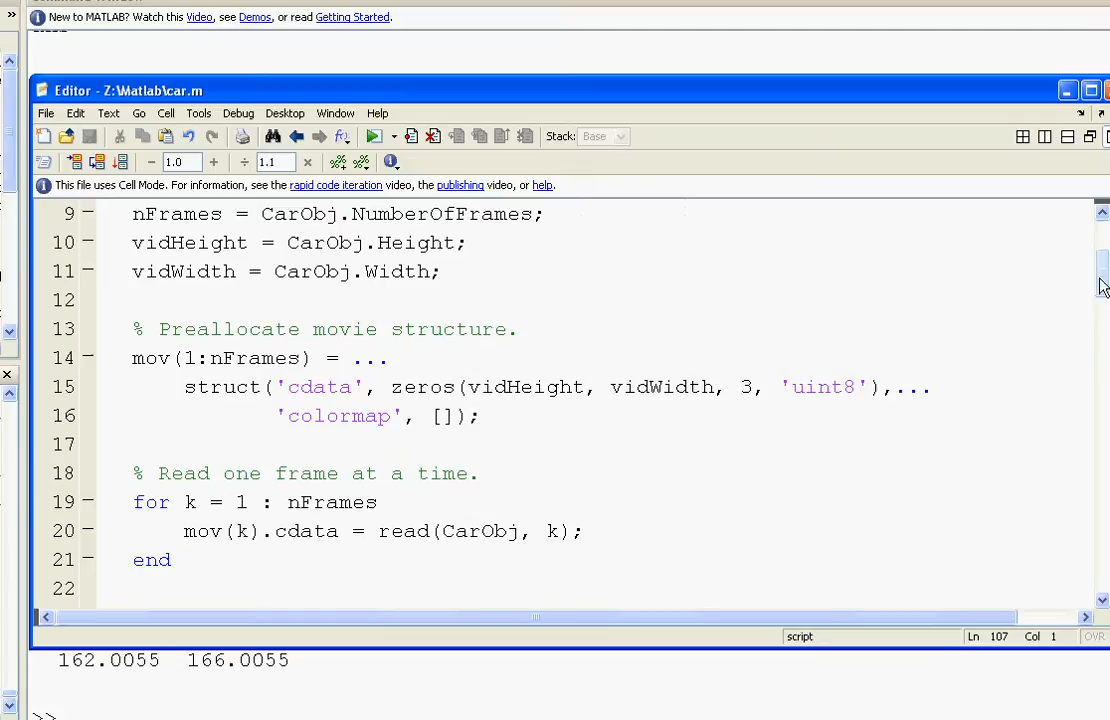 »
New to MATLAB? Watch this Video, see Demos, or read Getting Started.
Editor - Z:\Matlab\car.m
File Edit Text Go Cell Tools Debug Desktop Window Help
Stack: Base
− 1.0 + ÷ 1.1 ×
This file uses Cell Mode. For information, see the rapid code iteration video, the publishing video, or help.
9 nFrames = CarObj.NumberOfFrames;
10 vidHeight = CarObj.Height;
11 vidWidth = CarObj.Width;
12
13 % Preallocate movie structure.
14 mov(1:nFrames) = ...
15 struct('cdata', zeros(vidHeight, vidWidth, 3, 'uint8'),...
16 'colormap', []);
17
18 % Read one frame at a time.
19 for k = 1 : nFrames
20 mov(k).cdata = read(CarObj, k);
21 end
22
script Ln 107 Col 1 OVR
162.0055 166.0055
>>